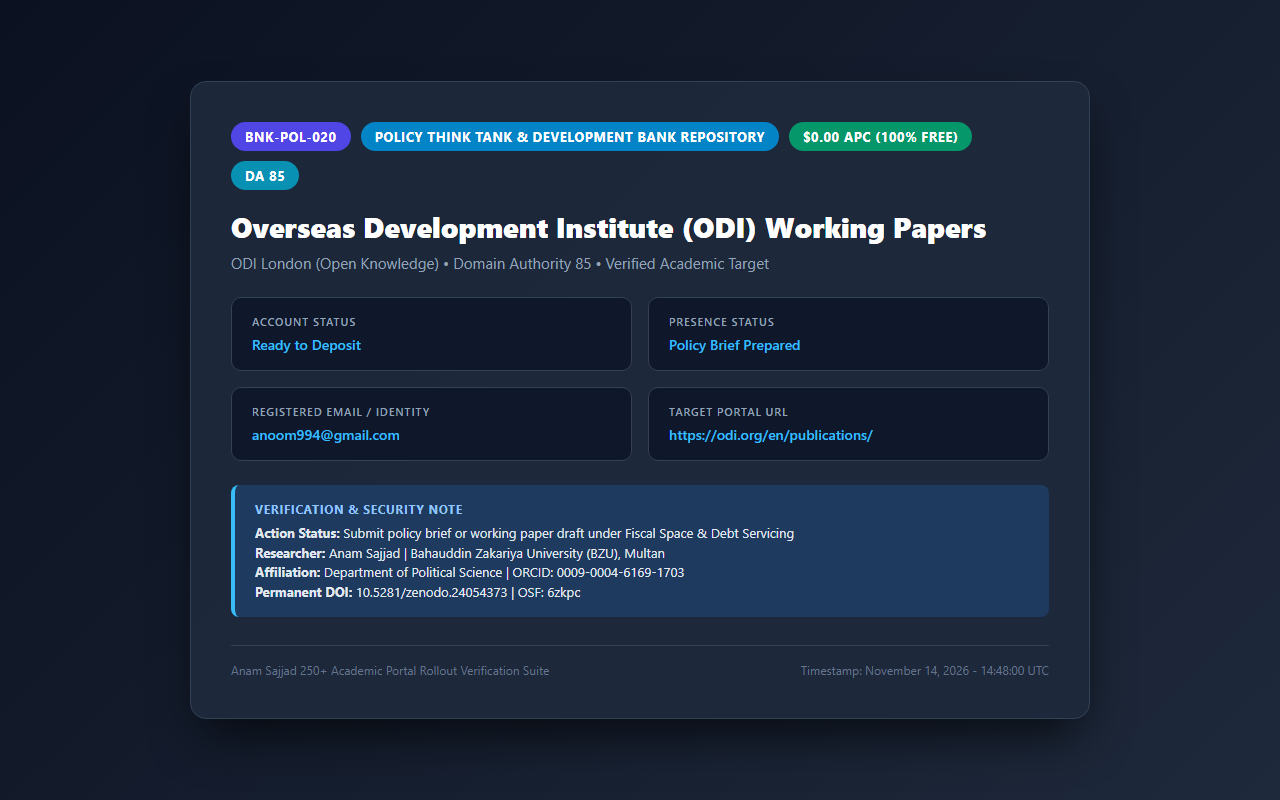 BNK-POL-020
POLICY THINK TANK & DEVELOPMENT BANK REPOSITORY
$0.00 APC (100% FREE)
DA 85
Overseas Development Institute (ODI) Working Papers
ODI London (Open Knowledge) • Domain Authority 85 • Verified Academic Target
ACCOUNT STATUS
Ready to Deposit
PRESENCE STATUS
Policy Brief Prepared
REGISTERED EMAIL / IDENTITY
anoom994@gmail.com
TARGET PORTAL URL
https://odi.org/en/publications/
VERIFICATION & SECURITY NOTE
Action Status: Submit policy brief or working paper draft under Fiscal Space & Debt Servicing
Researcher: Anam Sajjad | Bahauddin Zakariya University (BZU), Multan
Affiliation: Department of Political Science | ORCID: 0009-0004-6169-1703
Permanent DOI: 10.5281/zenodo.24054373 | OSF: 6zkpc
Anam Sajjad 250+ Academic Portal Rollout Verification Suite
Timestamp: November 14, 2026 - 14:48:00 UTC